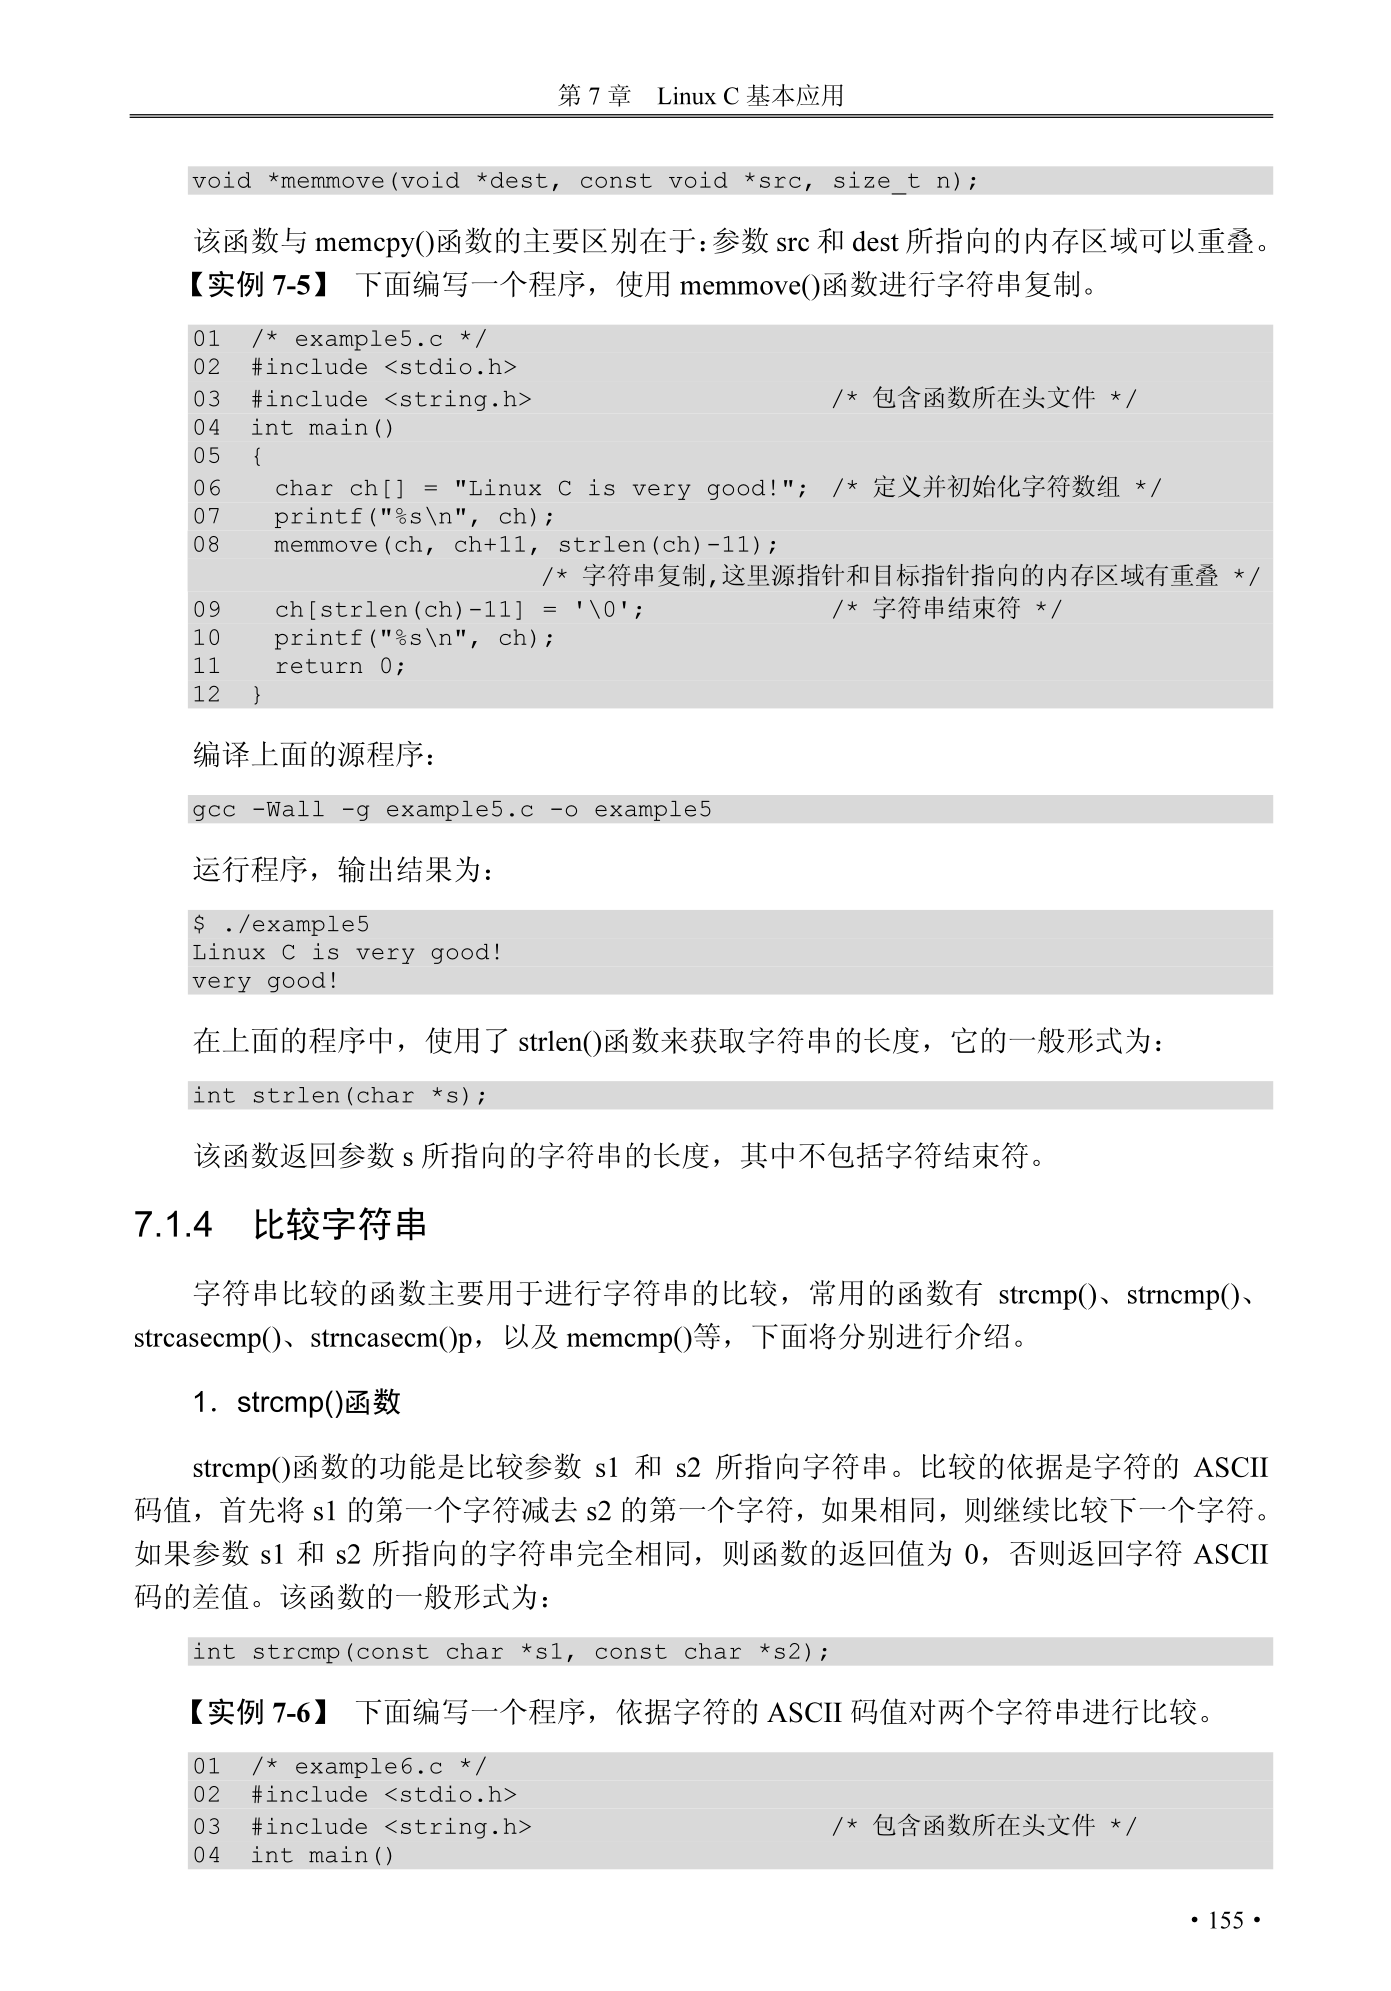 第 7 章 Linux C 基本应用
void *memmove(void *dest, const void *src, size_t n);
该函数与 memcpy()函数的主要区别在于：参数 src 和 dest 所指向的内存区域可以重叠。
【实例 7-5】 下面编写一个程序，使用 memmove()函数进行字符串复制。
01 /* example5.c */
02 #include <stdio.h>
03 #include <string.h> /* 包含函数所在头文件 */
04 int main()
05 {
06 char ch[] = "Linux C is very good!"; /* 定义并初始化字符数组 */
07 printf("%s\n", ch);
08 memmove(ch, ch+11, strlen(ch)-11);
/* 字符串复制,这里源指针和目标指针指向的内存区域有重叠 */
09 ch[strlen(ch)-11] = '\0'; /* 字符串结束符 */
10 printf("%s\n", ch);
11 return 0;
12 }
编译上面的源程序：
gcc -Wall -g example5.c -o example5
运行程序，输出结果为：
$ ./example5
Linux C is very good!
very good!
在上面的程序中，使用了 strlen()函数来获取字符串的长度，它的一般形式为：
int strlen(char *s);
该函数返回参数 s 所指向的字符串的长度，其中不包括字符结束符。
7.1.4 比较字符串
字符串比较的函数主要用于进行字符串的比较，常用的函数有 strcmp()、strncmp()、
strcasecmp()、strncasecm()p，以及 memcmp()等，下面将分别进行介绍。
1．strcmp()函数
strcmp()函数的功能是比较参数 s1 和 s2 所指向字符串。比较的依据是字符的 ASCII
码值，首先将 s1 的第一个字符减去 s2 的第一个字符，如果相同，则继续比较下一个字符。
如果参数 s1 和 s2 所指向的字符串完全相同，则函数的返回值为 0，否则返回字符 ASCII
码的差值。该函数的一般形式为：
int strcmp(const char *s1, const char *s2);
【实例 7-6】 下面编写一个程序，依据字符的 ASCII 码值对两个字符串进行比较。
01 /* example6.c */
02 #include <stdio.h>
03 #include <string.h> /* 包含函数所在头文件 */
04 int main()
• 155 •